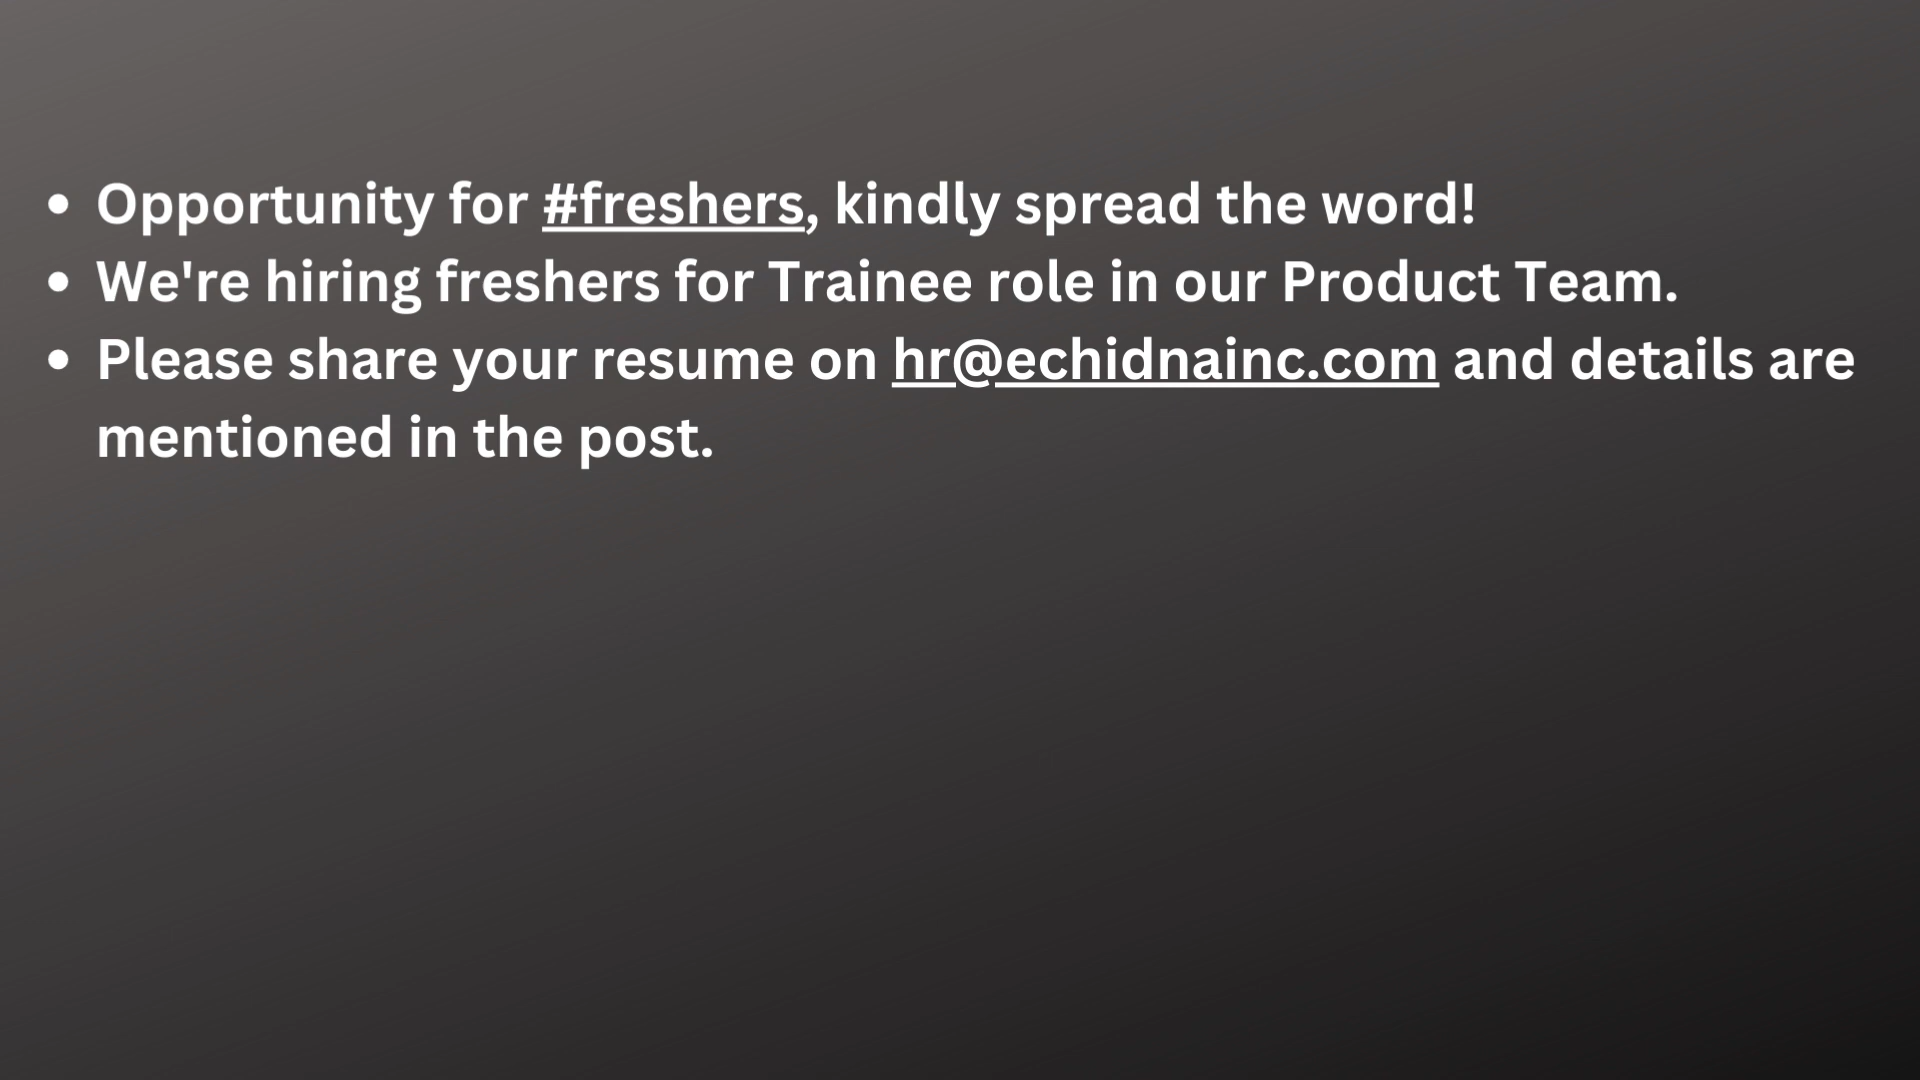 • Opportunity for #freshers, kindly spread the word!
• We're hiring freshers for Trainee role in our Product Team.
• Please share your resume on hr@echidnainc.com and details are
mentioned in the post.